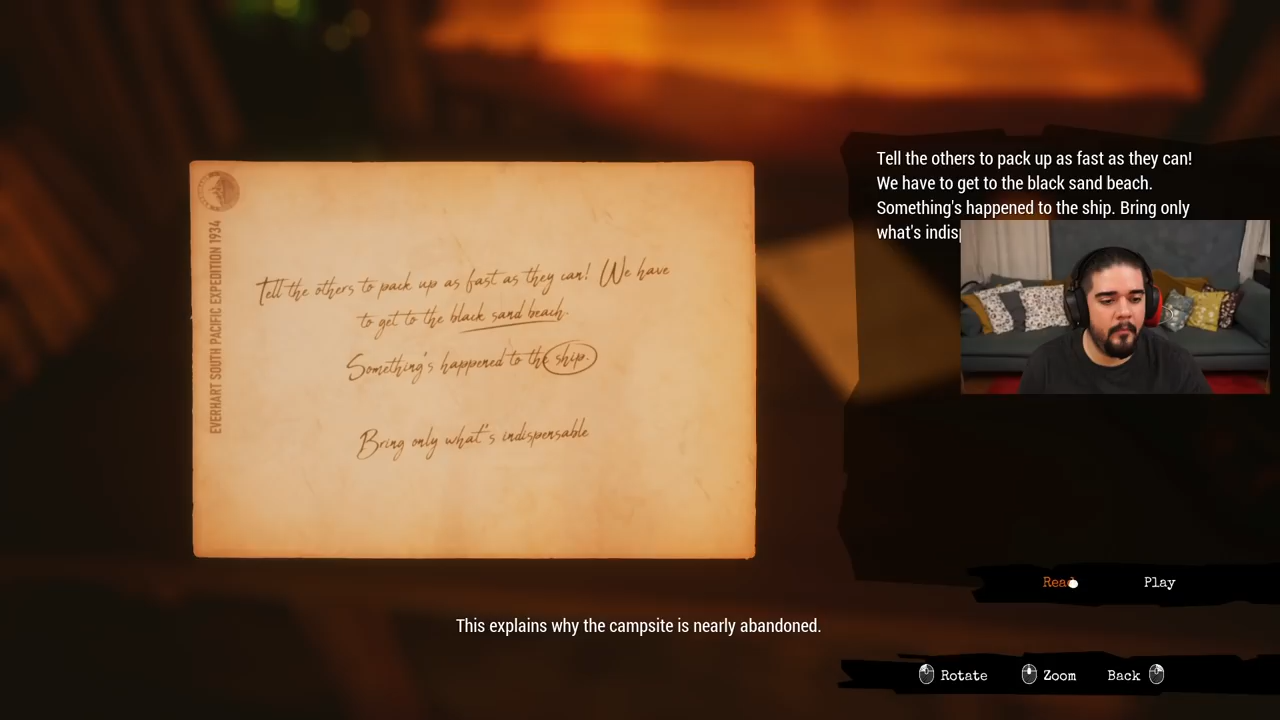 EVERHART SOUTH PACIFIC EXPEDITION 1934
Tell the others to pack up as fast as they can! We have
to get to the black sand beach.
Something's happened to the ship.
Bring only what's indispensable
Tell the others to pack up as fast as they can!
We have to get to the black sand beach.
Something's happened to the ship. Bring only
what's
Read
Play
This explains why the campsite is nearly abandoned.
Rotate
Zoom
Back